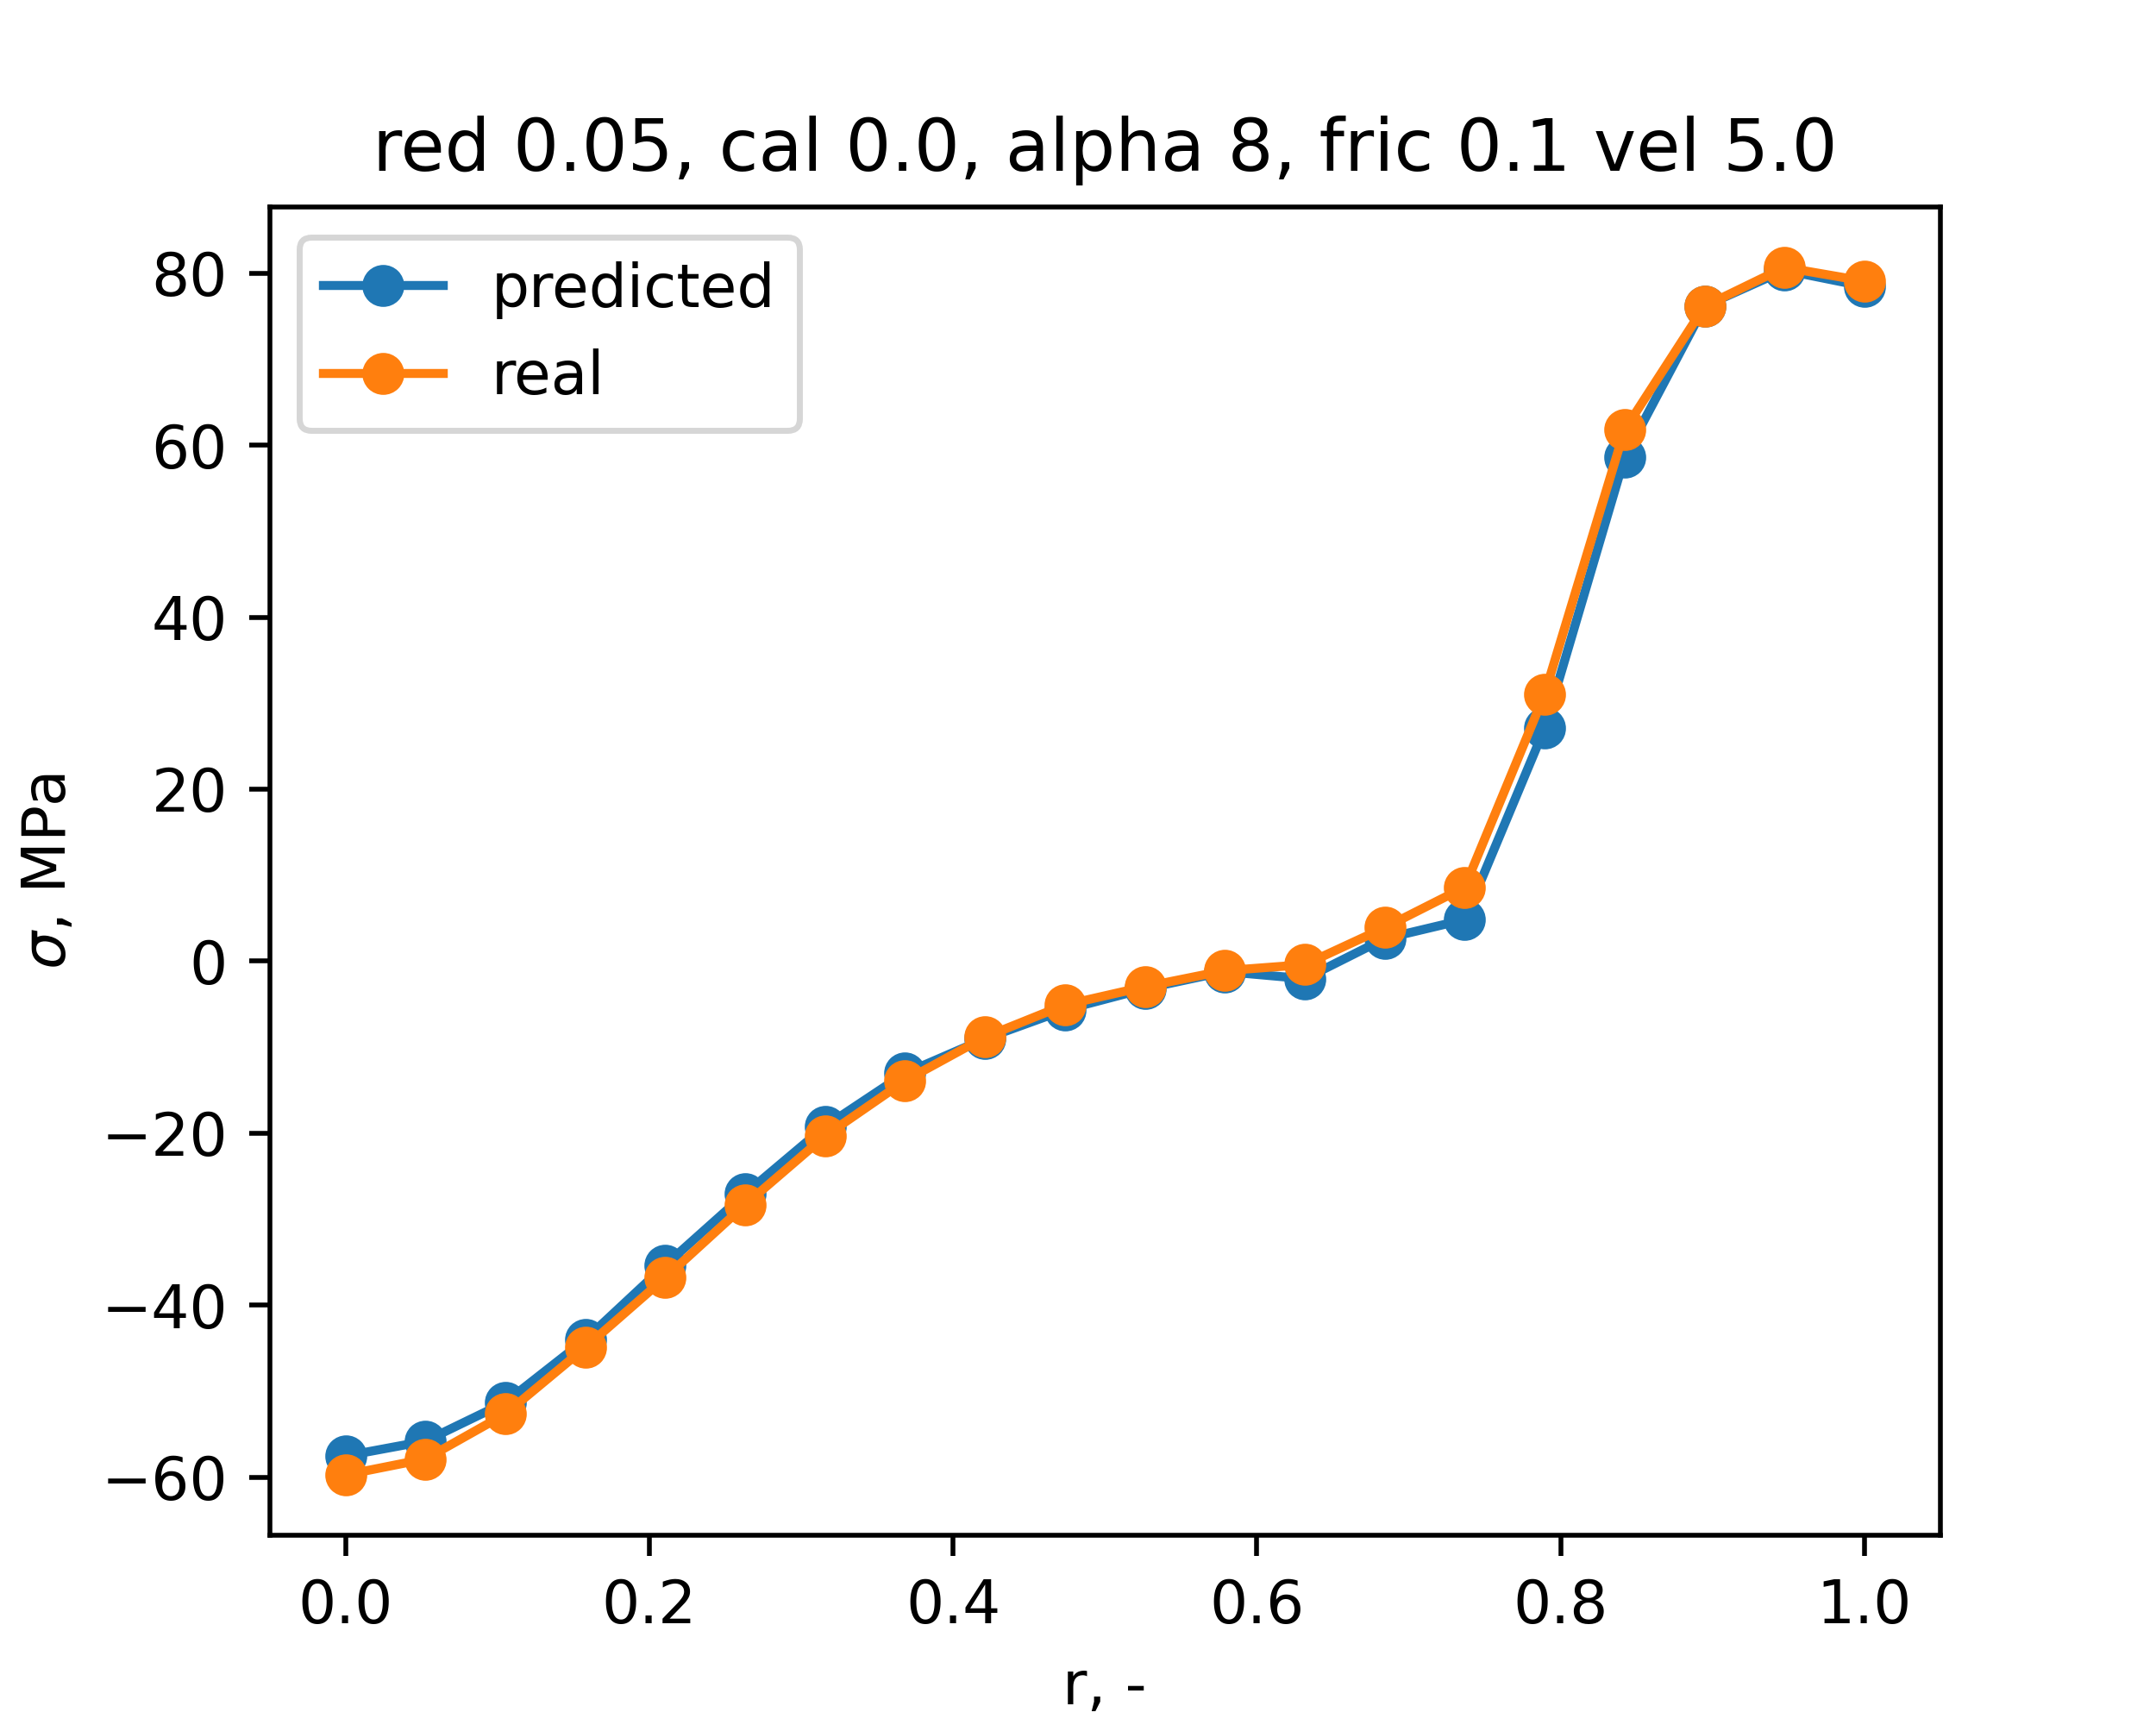 red 0.05, cal 0.0, alpha 8, fric 0.1 vel 5.0
predicted
real
80
60
40
20
0
−20
−40
−60
σ, MPa
0.0 0.2 0.4 0.6 0.8 1.0
r, -